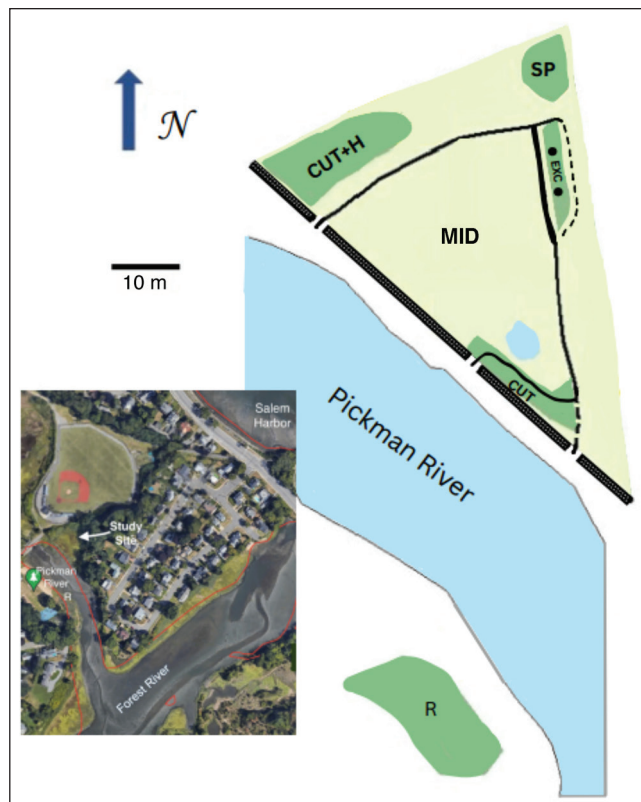 SP
N
CUT+H
EXC
MID
10 m
CUT
Pickman River
Salem
Harbor
Study
Site
Pickman
River
R
Forest River
R